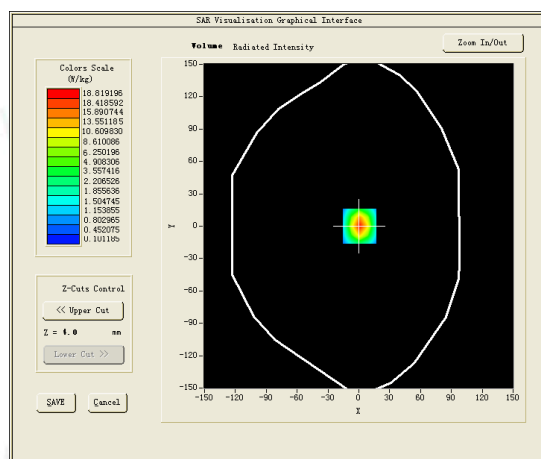 SAR Visualisation Graphical Interface
Volume Radiated Intensity
Zoom In/Out
Colors Scale
(W/kg)
18.819196
18.418592
15.890744
13.551185
10.609830
8.610086
6.250196
4.908306
3.557416
2.206526
1.855636
1.504745
1.153855
0.802965
0.452075
0.101185
Z-Cuts Control
<< Upper Cut
Z = 4.0 mm
Lower Cut >>
SAVE Cancel
150
120
90
60
30
Y 0
-30
-60
-90
-120
-150
-150 -120 -90 -60 -30 0 30 60 90 120 150
X